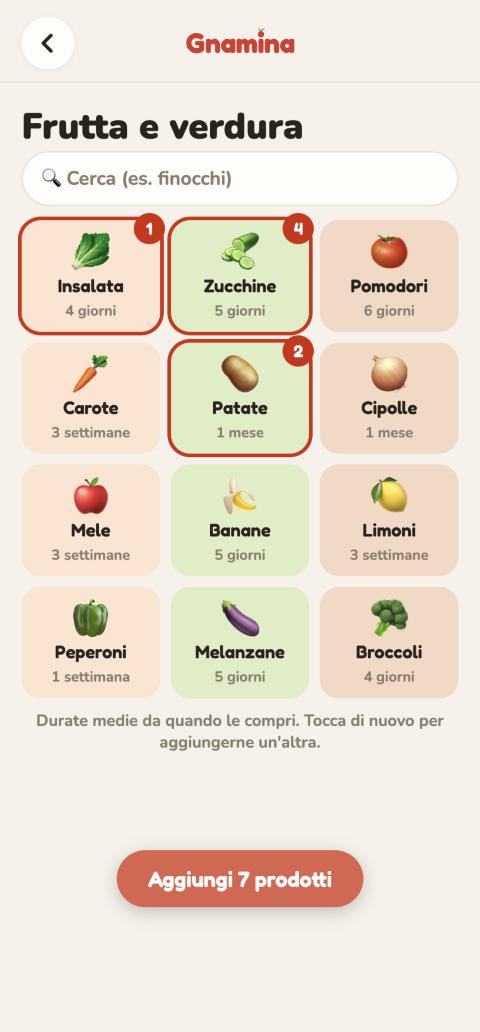 Gnamina
Frutta e verdura
🔍 Cerca (es. finocchi)
1
4
Insalata
Zucchine
Pomodori
4 giorni
5 giorni
6 giorni
2
Carote
Patate
Cipolle
3 settimane
1 mese
1 mese
Mele
Banane
Limoni
3 settimane
5 giorni
3 settimane
Peperoni
Melanzane
Broccoli
1 settimana
5 giorni
4 giorni
Durate medie da quando le compri. Tocca di nuovo per
aggiungerne un'altra.
Aggiungi 7 prodotti